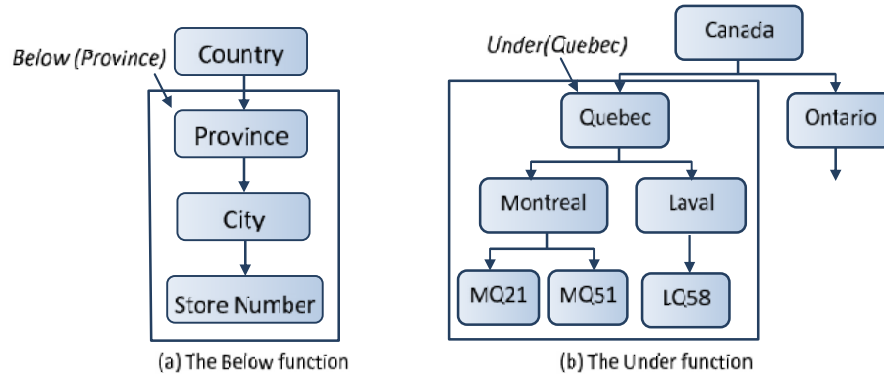 Below (Province)
Country
Province
City
Store Number
(a) The Below function
Under(Quebec)
Canada
Quebec
Ontario
Montreal
Laval
MQ21
MQ51
LQ58
(b) The Under function